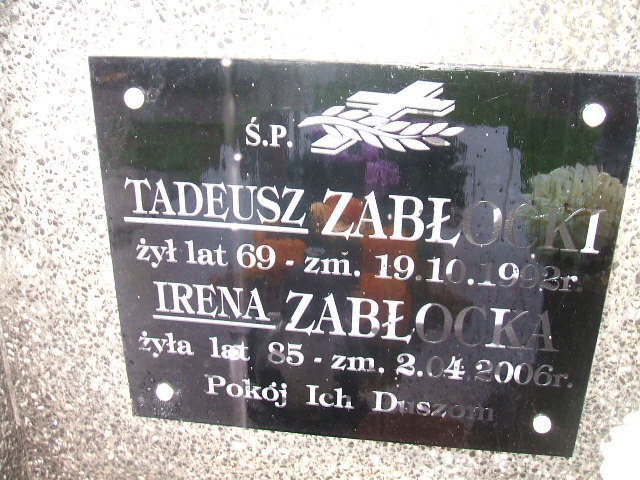 Ś.P.
TADEUSZ ZABŁOCKI
żył lat 69 - zm. 19.10.1992r.
IRENA ZABŁOCKA
żyła lat 85 - zm. 2.04.2006r.
Pokój Ich Duszom